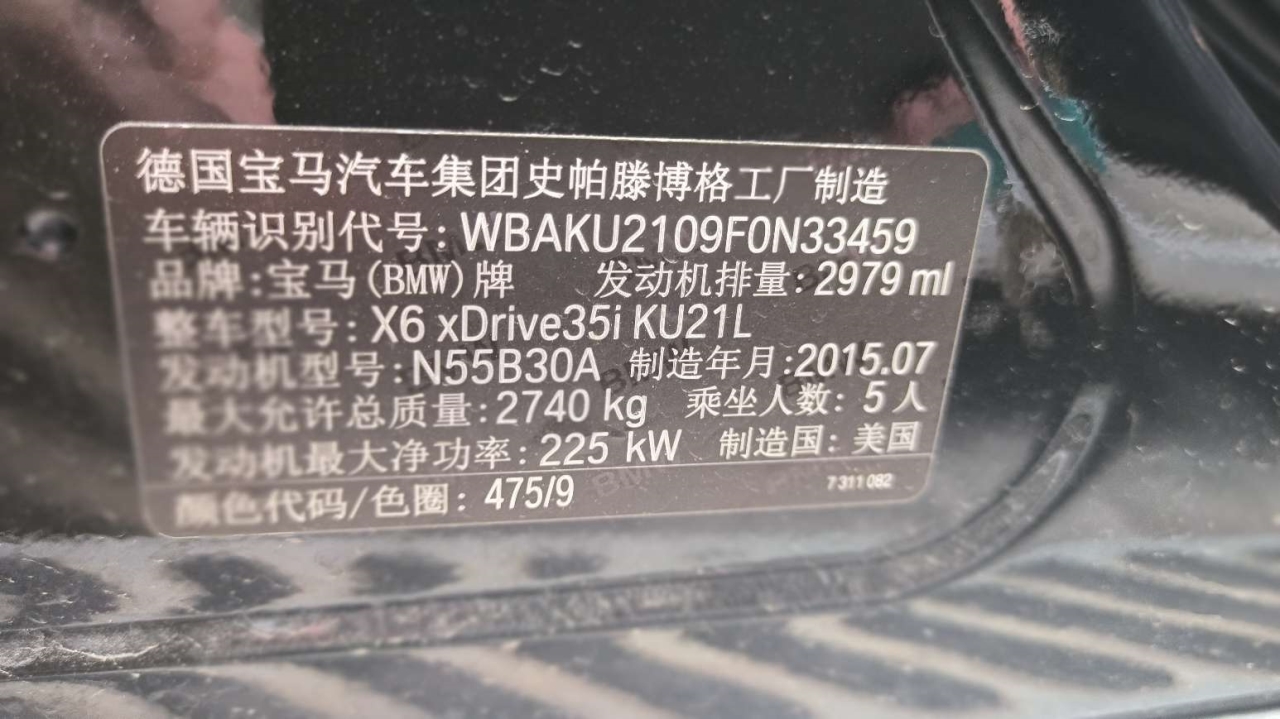 德国宝马汽车集团史帕滕博格工厂制造
车辆识别代号: WBAKU2109F0N33459
品牌:宝马(BMW)牌 发动机排量: 2979 ml
整车型号: X6 xDrive35i KU21L
发动机型号: N55B30A 制造年月:2015.07
最大允许总质量: 2740 kg 乘坐人数: 5 人
发动机最大净功率: 225 kW 制造国: 美国
颜色代码/色圈: 475/9 7 311 082